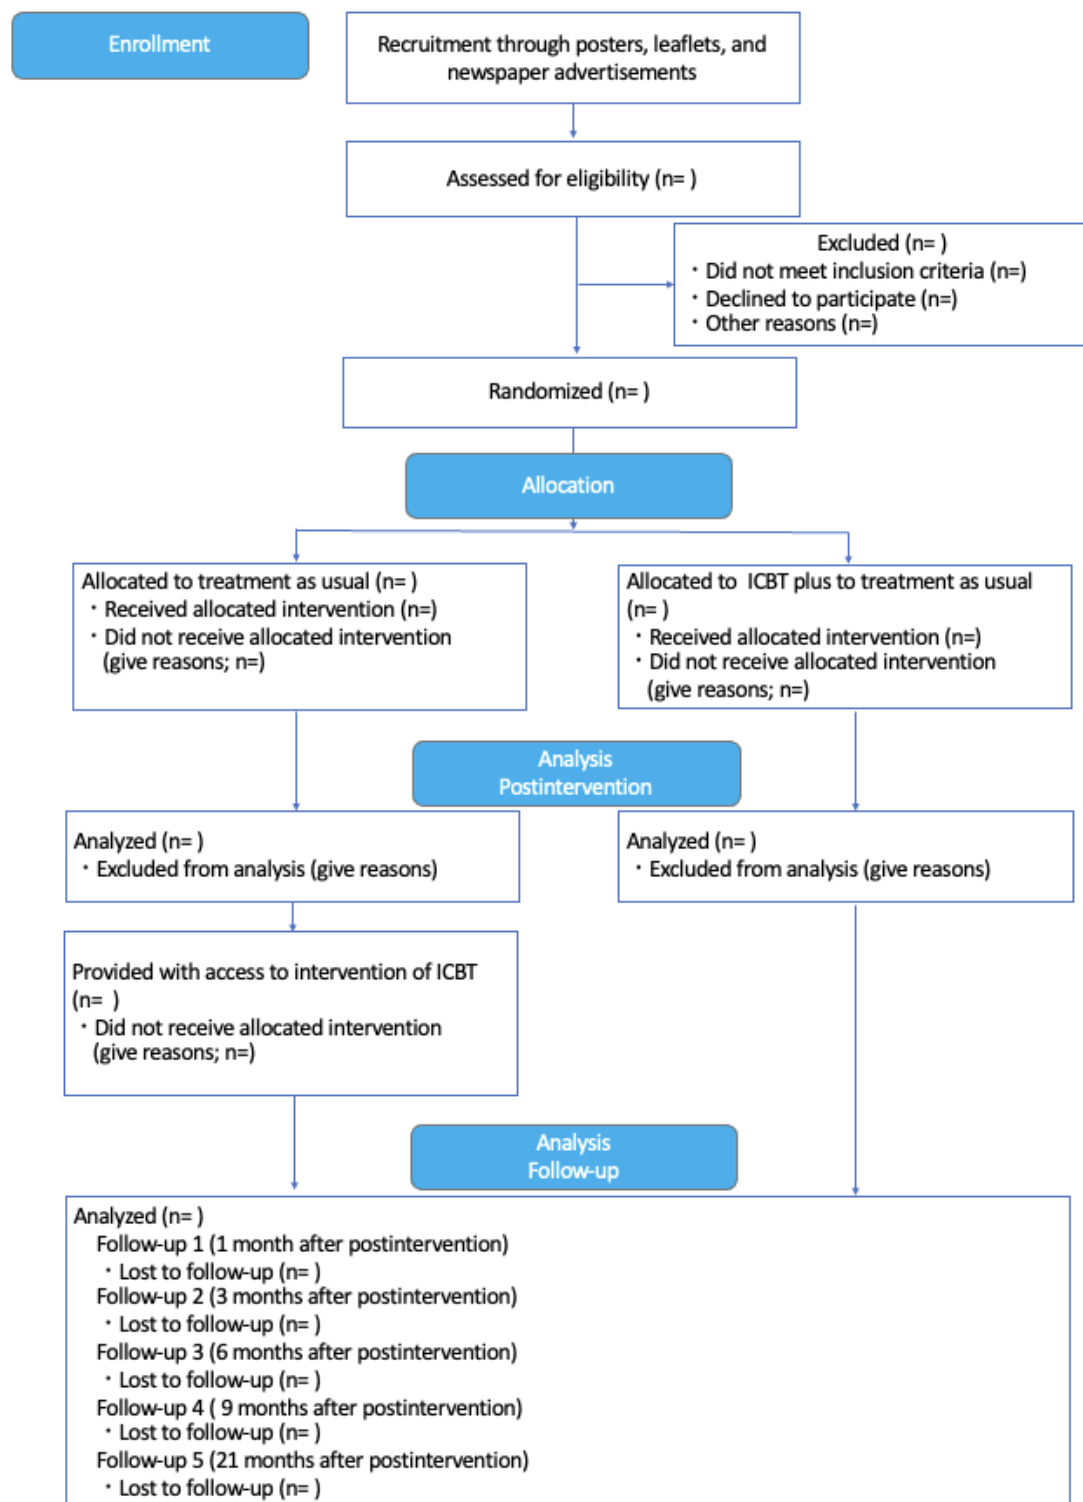 Enrollment
Recruitment through posters, leaflets, and
newspaper advertisements
Assessed for eligibility (n= )
Excluded (n= )
・Did not meet inclusion criteria (n=)
・Declined to participate (n=)
・Other reasons (n=)
Randomized (n= )
Allocation
Allocated to treatment as usual (n= )
・Received allocated intervention (n=)
・Did not receive allocated intervention
(give reasons; n=)
Allocated to ICBT plus to treatment as usual
(n= )
・Received allocated intervention (n=)
・Did not receive allocated intervention
(give reasons; n=)
Analysis
Postintervention
Analyzed (n= )
・Excluded from analysis (give reasons)
Analyzed (n= )
・Excluded from analysis (give reasons)
Provided with access to intervention of ICBT
(n= )
・Did not receive allocated intervention
(give reasons; n=)
Analysis
Follow-up
Analyzed (n= )
Follow-up 1 (1 month after postintervention)
・Lost to follow-up (n= )
Follow-up 2 (3 months after postintervention)
・Lost to follow-up (n= )
Follow-up 3 (6 months after postintervention)
・Lost to follow-up (n= )
Follow-up 4 ( 9 months after postintervention)
・Lost to follow-up (n= )
Follow-up 5 (21 months after postintervention)
・Lost to follow-up (n= )